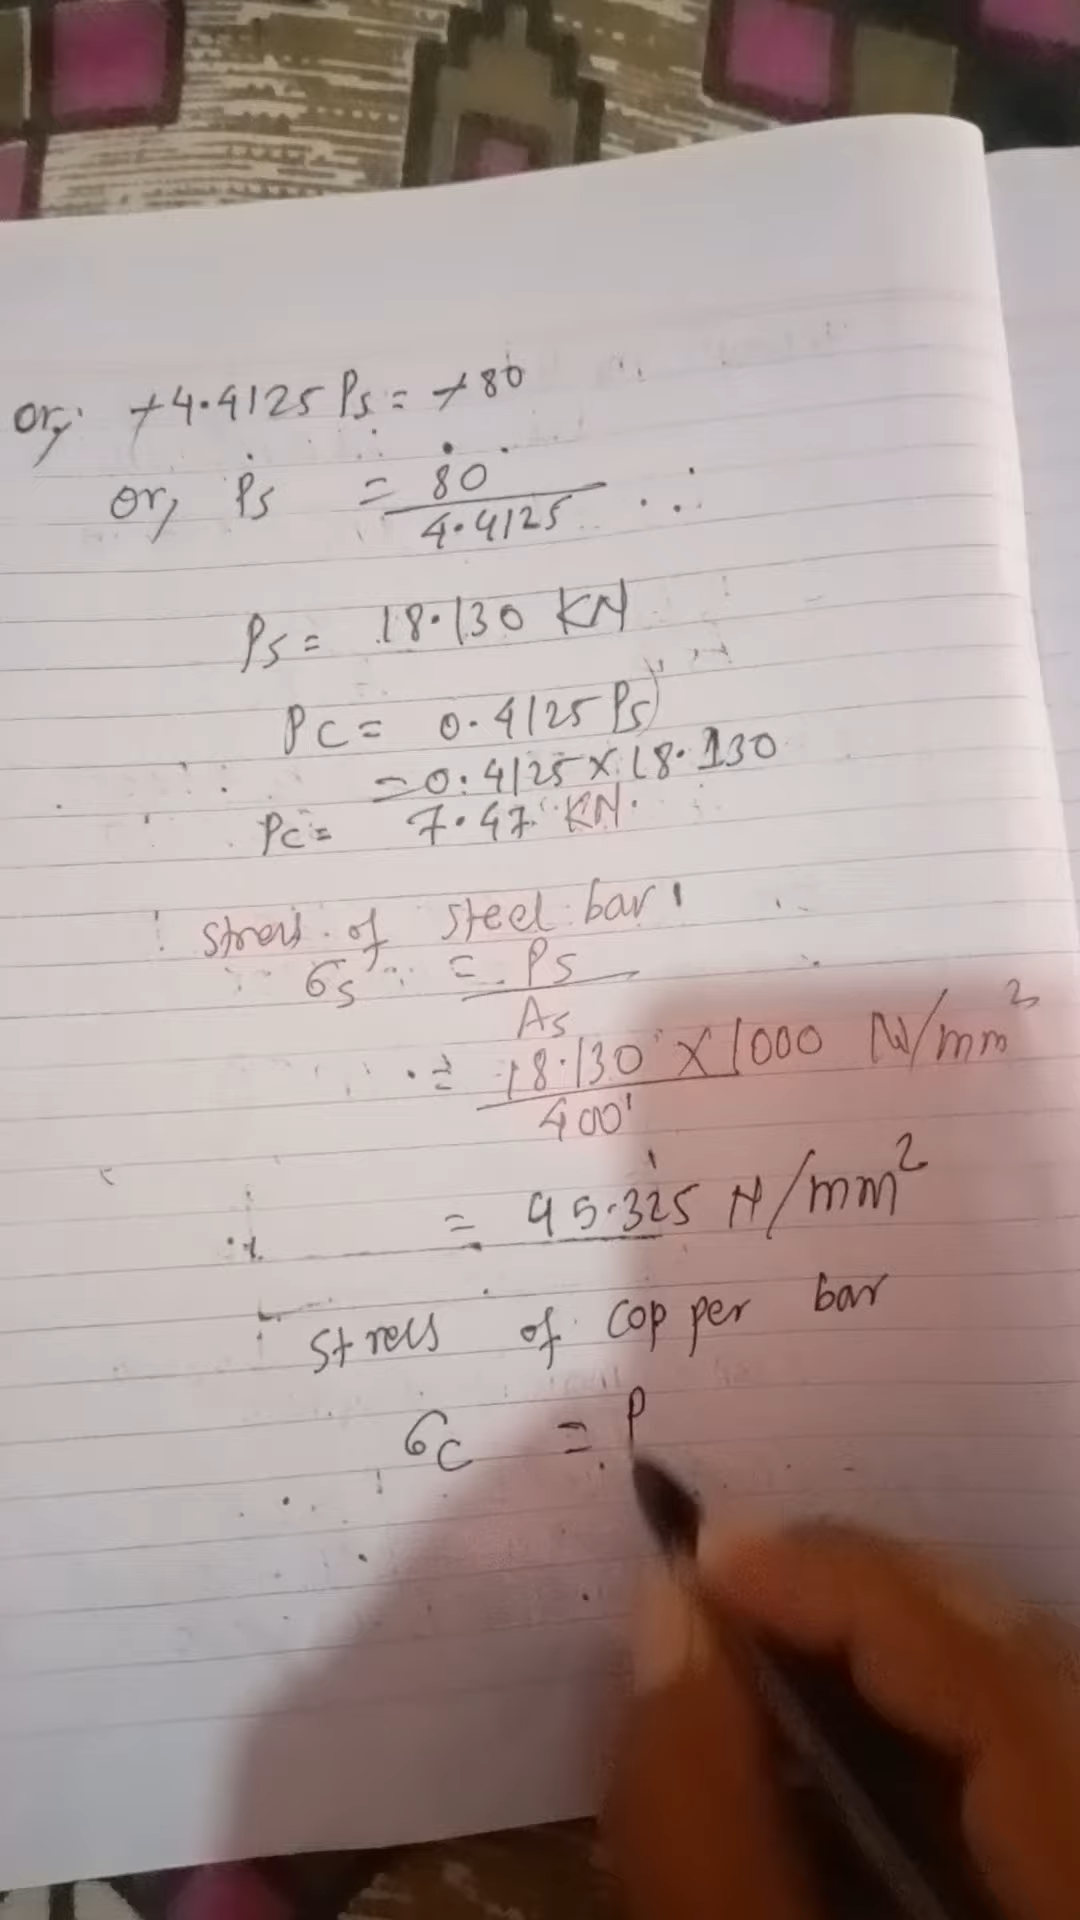 or, +4.4125 Ps = +80
or, Ps = 80
4.4125
Ps = 18.130 KN
Pc = 0.4125 Ps
= 0.4125 × 18.130
Pc = 7.47 KN.
Stress of steel bar
σs = Ps
As
= 18.130 × 1000 N/mm²
400
= 45.325 N/mm²
Stress of copper bar
σc = P